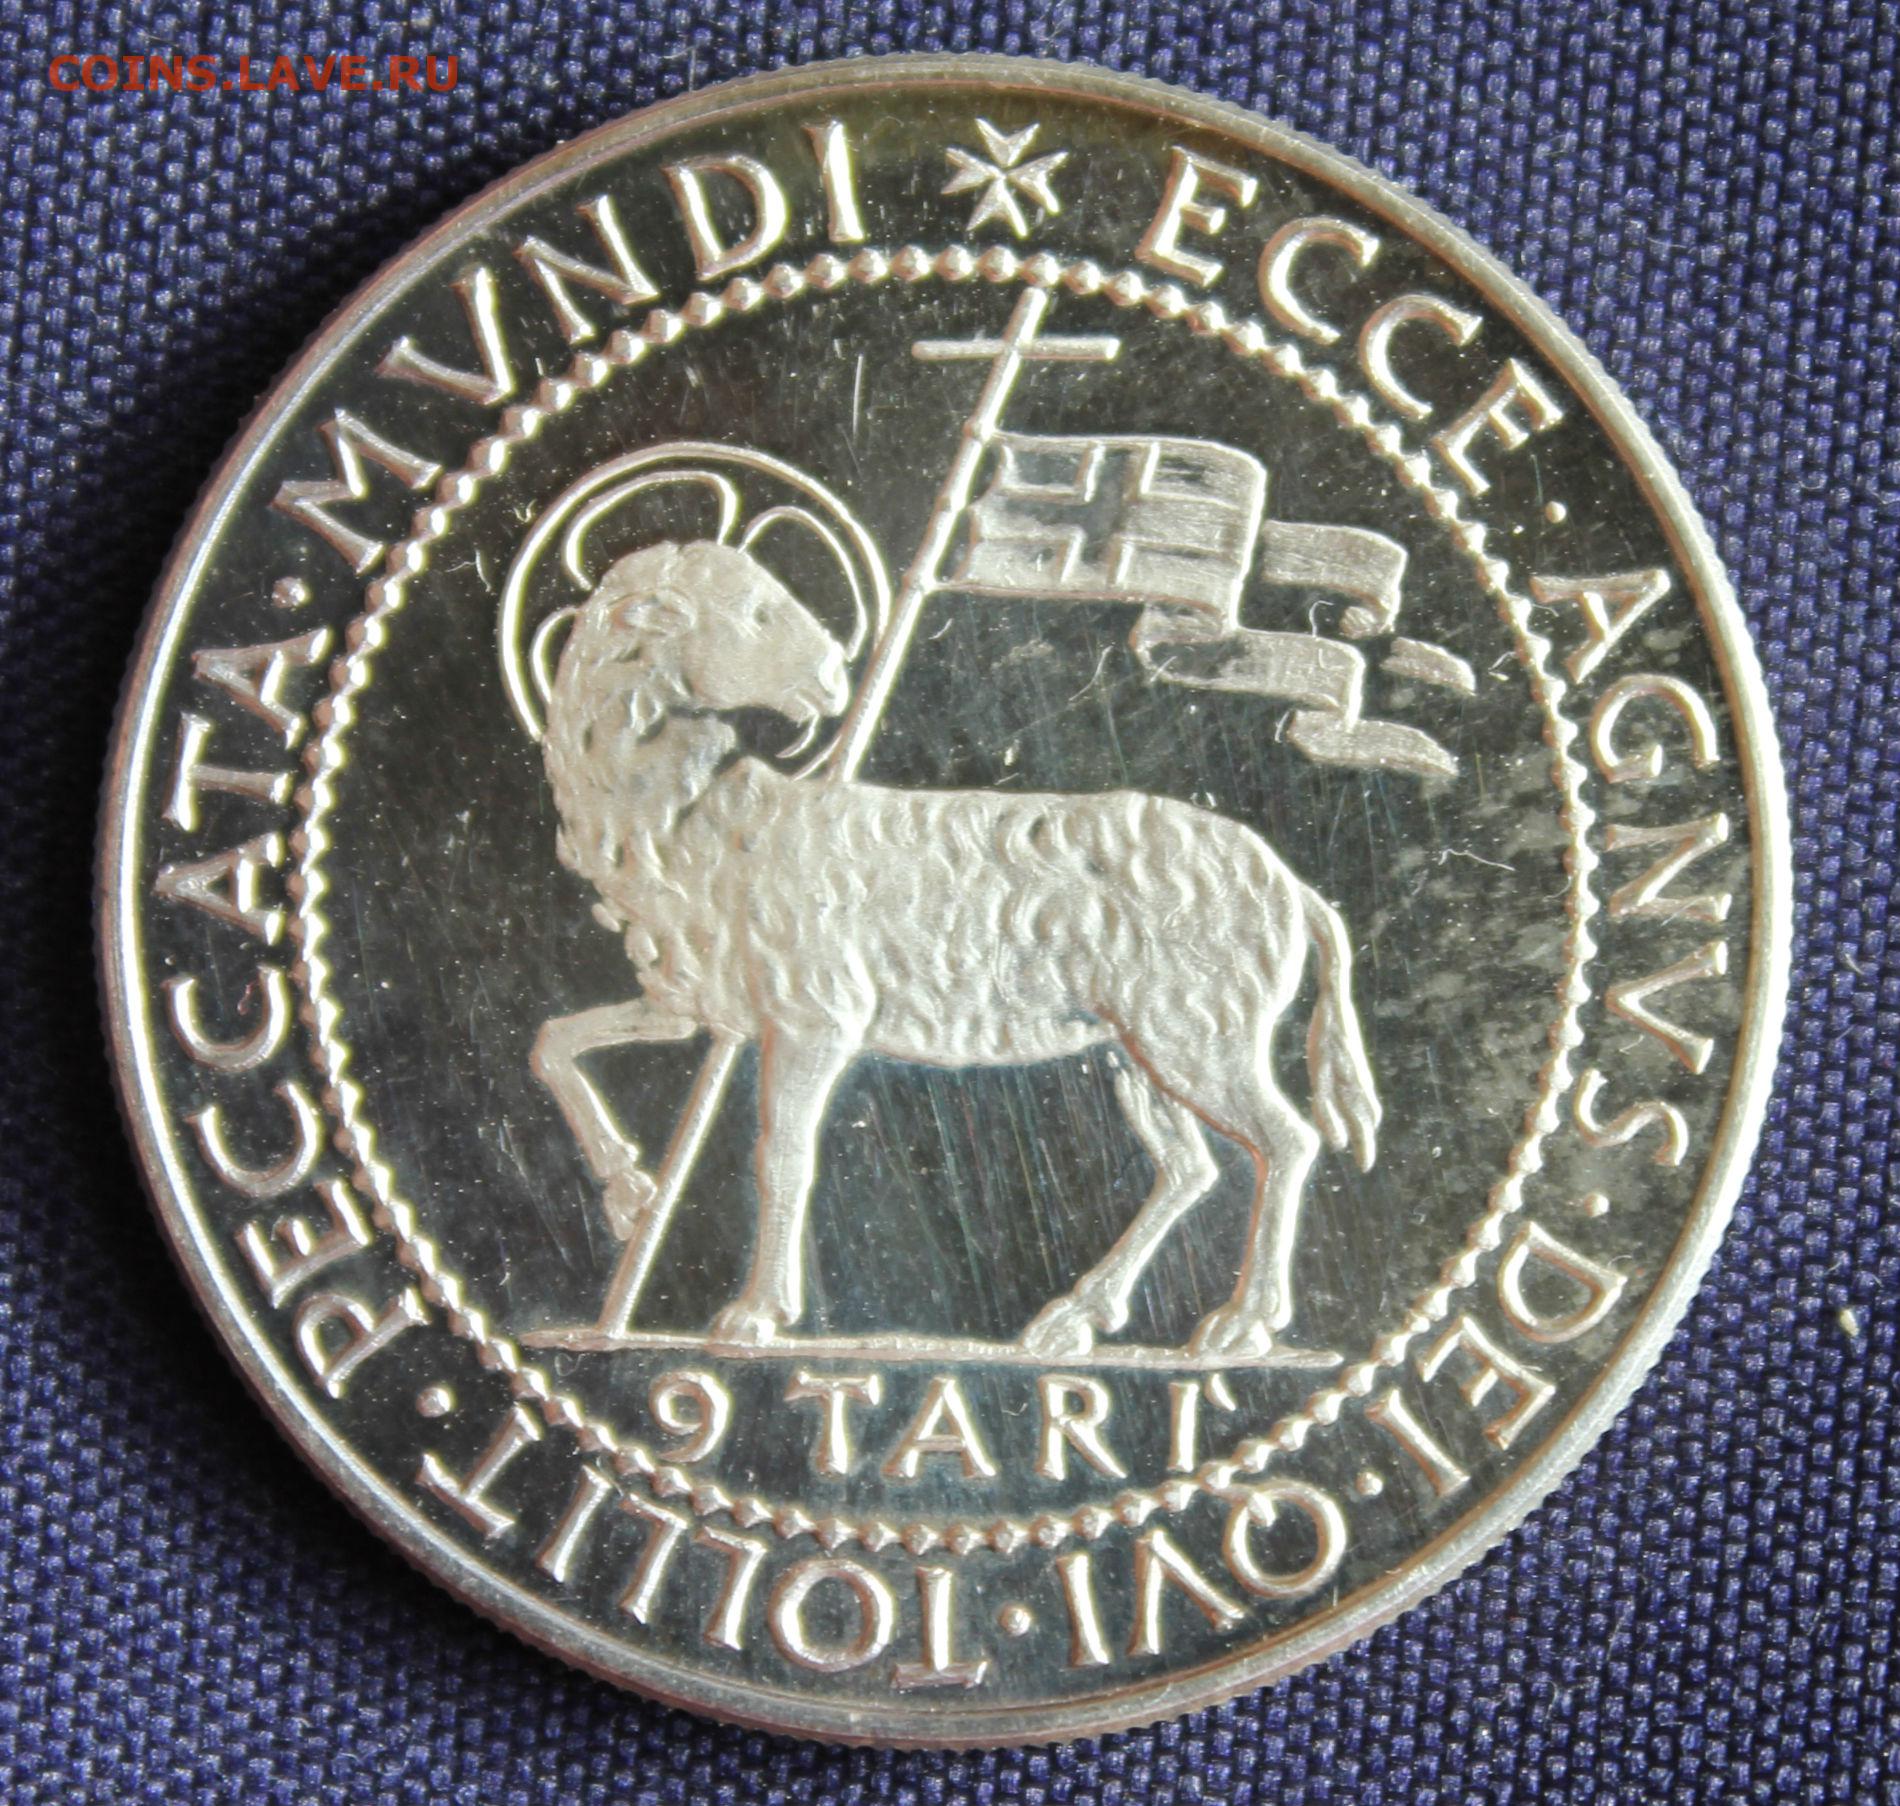 COINS.LAVE.RU
ECCE · AGNVS · DEI · QVI · TOLLIT · PECCATA · MVNDI
9 TARI'